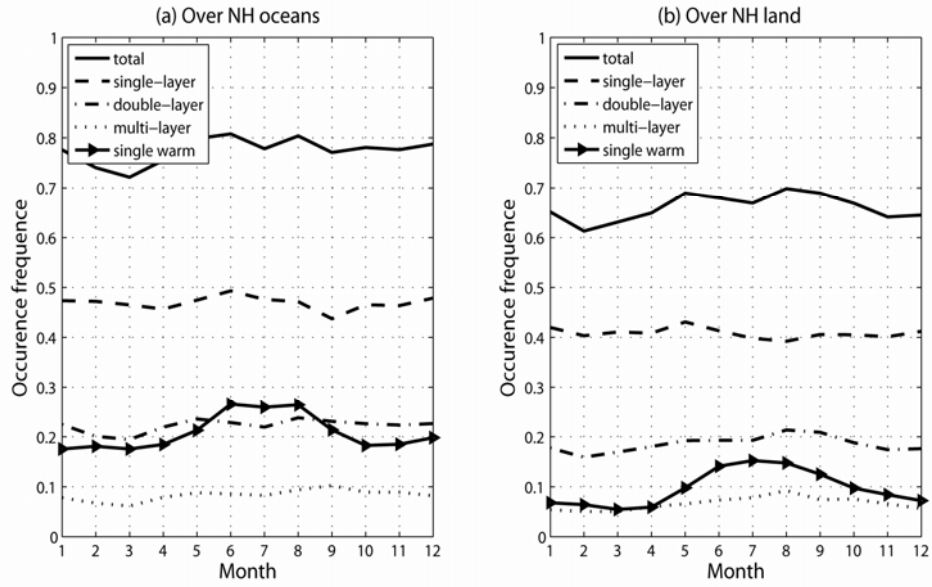 (a) Over NH oceans
1
0.9
0.8
0.7
0.6
0.5
0.4
0.3
0.2
0.1
0
Occurence frequence
total
single-layer
double-layer
multi-layer
single warm
1 2 3 4 5 6 7 8 9 10 11 12
Month
(b) Over NH land
1
0.9
0.8
0.7
0.6
0.5
0.4
0.3
0.2
0.1
0
Occurence frequence
total
single-layer
double-layer
multi-layer
single warm
1 2 3 4 5 6 7 8 9 10 11 12
Month